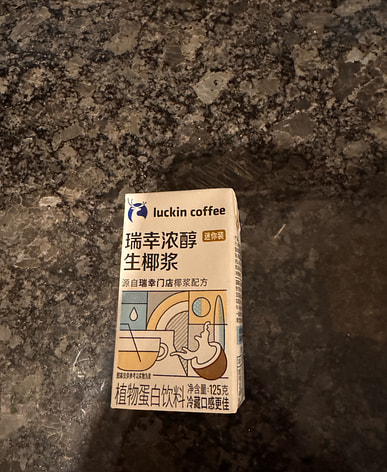 luckin coffee
瑞幸浓醇 迷你装
生椰浆
源自瑞幸门店椰浆配方
植物蛋白饮料
净含量:125克
冷藏口感更佳